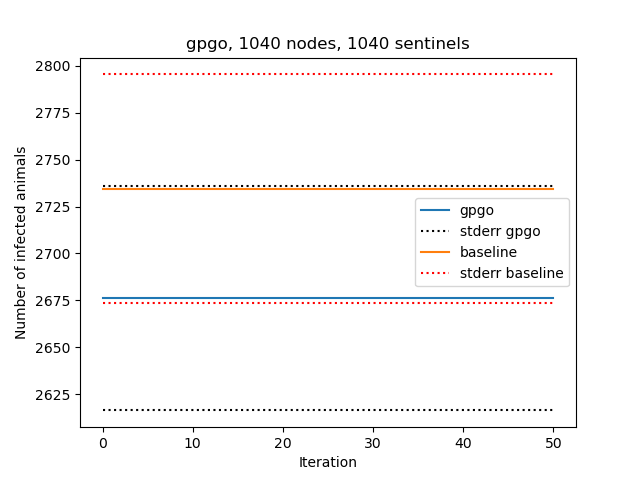 gpgo, 1040 nodes, 1040 sentinels
2800
2775
2750
2725
2700
2675
2650
2625
Number of infected animals
gpgo
stderr gpgo
baseline
stderr baseline
0 10 20 30 40 50
Iteration